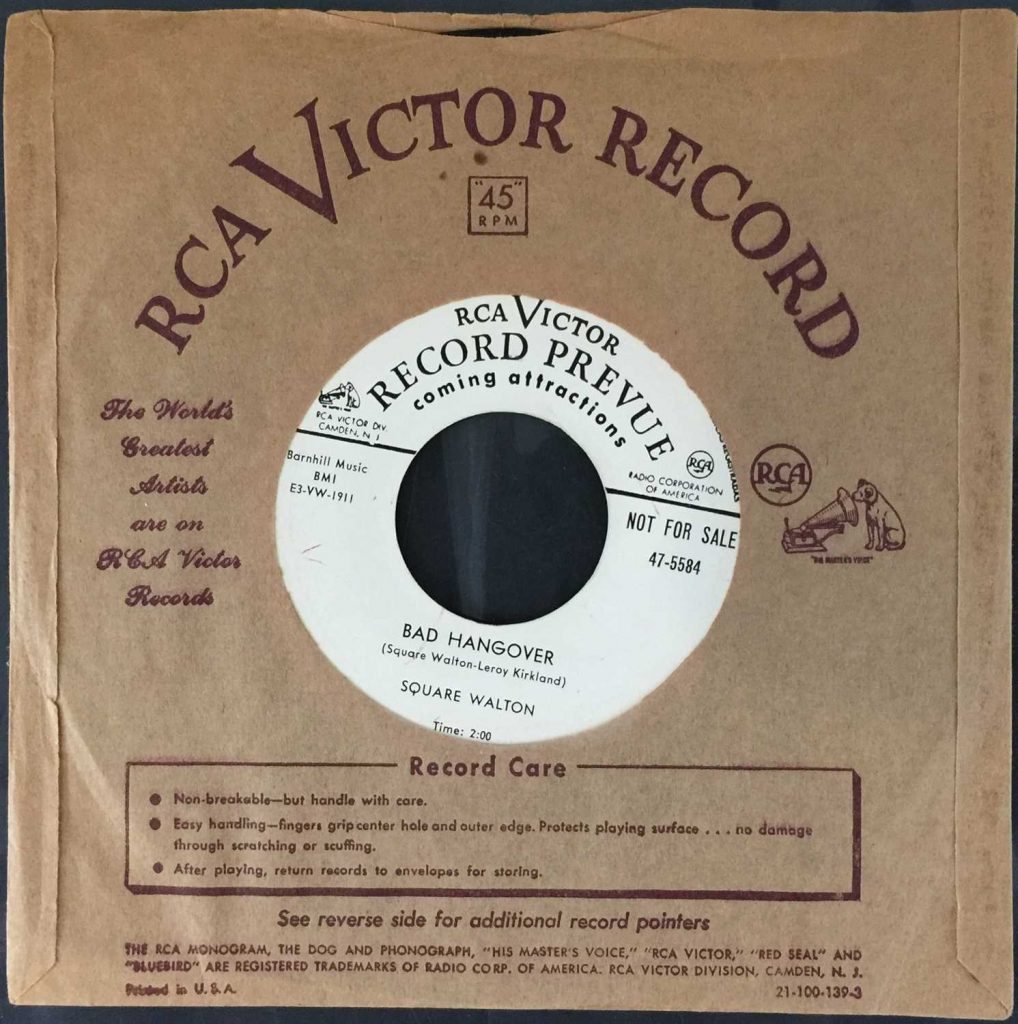 RCA VICTOR RECORD
"45"
RPM
RCA VICTOR
RECORD PREVUE
coming attractions
RCA VICTOR DIV.
CAMDEN, N. J.
RCA
RADIO CORPORATION
OF AMERICA
Barnhill Music
BMI
E3-VW-1911
NOT FOR SALE
47-5584
BAD HANGOVER
(Square Walton-Leroy Kirkland)
SQUARE WALTON
Time: 2:00
The World's
Greatest
Artists
are on
RCA Victor
Records
RCA
"HIS MASTER'S VOICE"
Record Care
● Non-breakable—but handle with care.
● Easy handling—fingers grip center hole and outer edge. Protects playing surface . . . no damage
through scratching or scuffing.
● After playing, return records to envelopes for storing.
See reverse side for additional record pointers
THE RCA MONOGRAM, THE DOG AND PHONOGRAPH, "HIS MASTER'S VOICE," "RCA VICTOR," "RED SEAL" AND
"BLUEBIRD" ARE REGISTERED TRADEMARKS OF RADIO CORP. OF AMERICA. RCA VICTOR DIVISION, CAMDEN, N. J.
Printed in U. S. A.
21-100-139-3